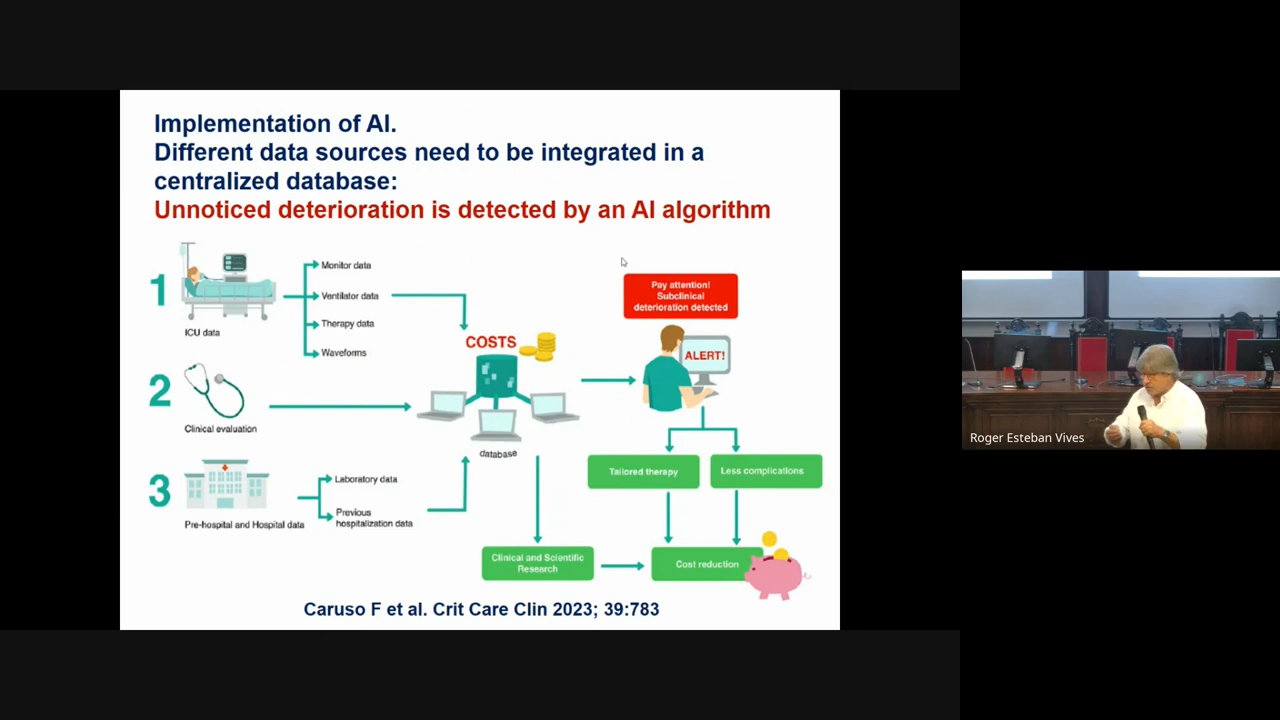 Implementation of AI.
Different data sources need to be integrated in a
centralized database:
Unnoticed deterioration is detected by an AI algorithm
1
ICU data
Monitor data
Ventilator data
Therapy data
Waveforms
2
Clinical evaluation
3
Pre-hospital and Hospital data
Laboratory data
Previous
hospitalization data
COSTS
database
Pay attention!
Subclinical
deterioration detected
ALERT!
Tailored therapy
Less complications
Clinical and Scientific
Research
Cost reduction
Caruso F et al. Crit Care Clin 2023; 39:783
Roger Esteban Vives